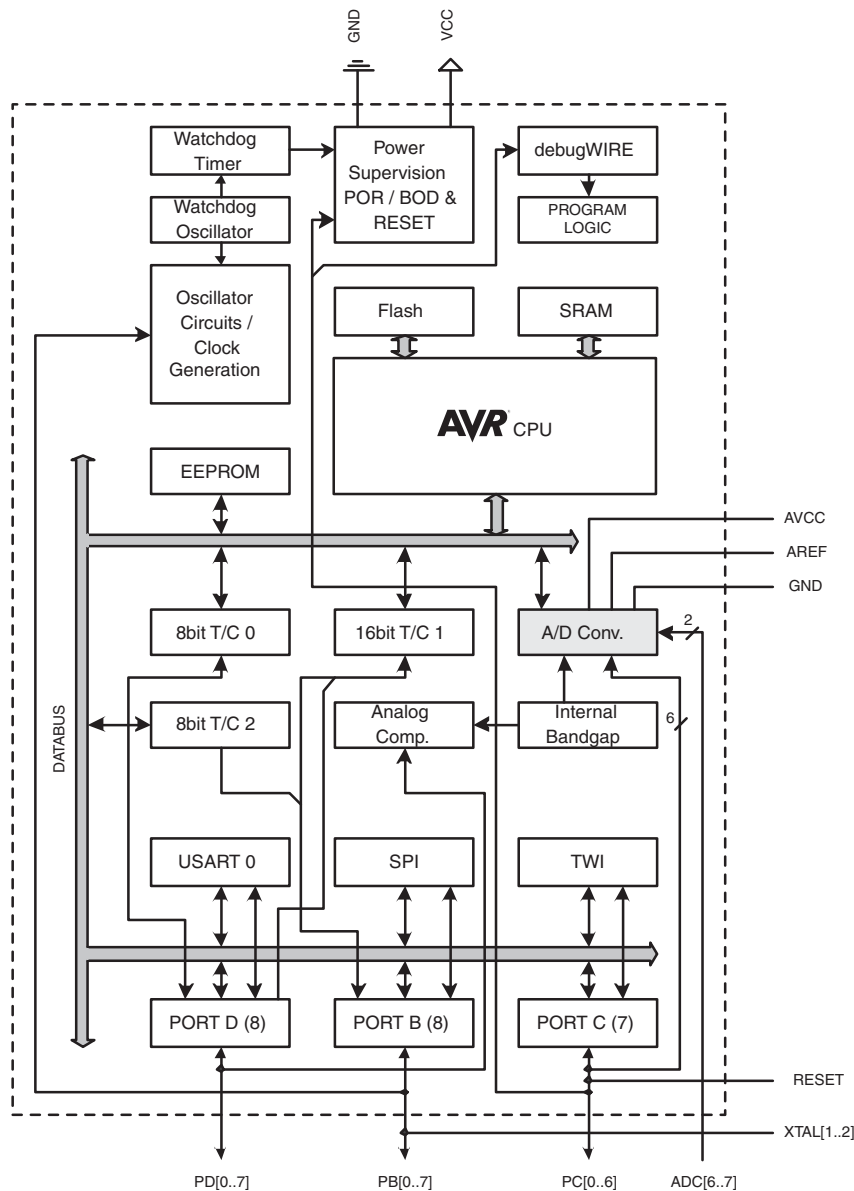 GND
VCC
Watchdog
Timer
Power
Supervision
POR / BOD &
RESET
debugWIRE
Watchdog
Oscillator
PROGRAM
LOGIC
Oscillator
Circuits /
Clock
Generation
Flash
SRAM
AVR CPU
EEPROM
AVCC
AREF
GND
8bit T/C 0
16bit T/C 1
A/D Conv.
2
8bit T/C 2
Analog
Comp.
Internal
Bandgap
6
DATABUS
USART 0
SPI
TWI
PORT D (8)
PORT B (8)
PORT C (7)
RESET
XTAL[1..2]
PD[0..7]
PB[0..7]
PC[0..6]
ADC[6..7]